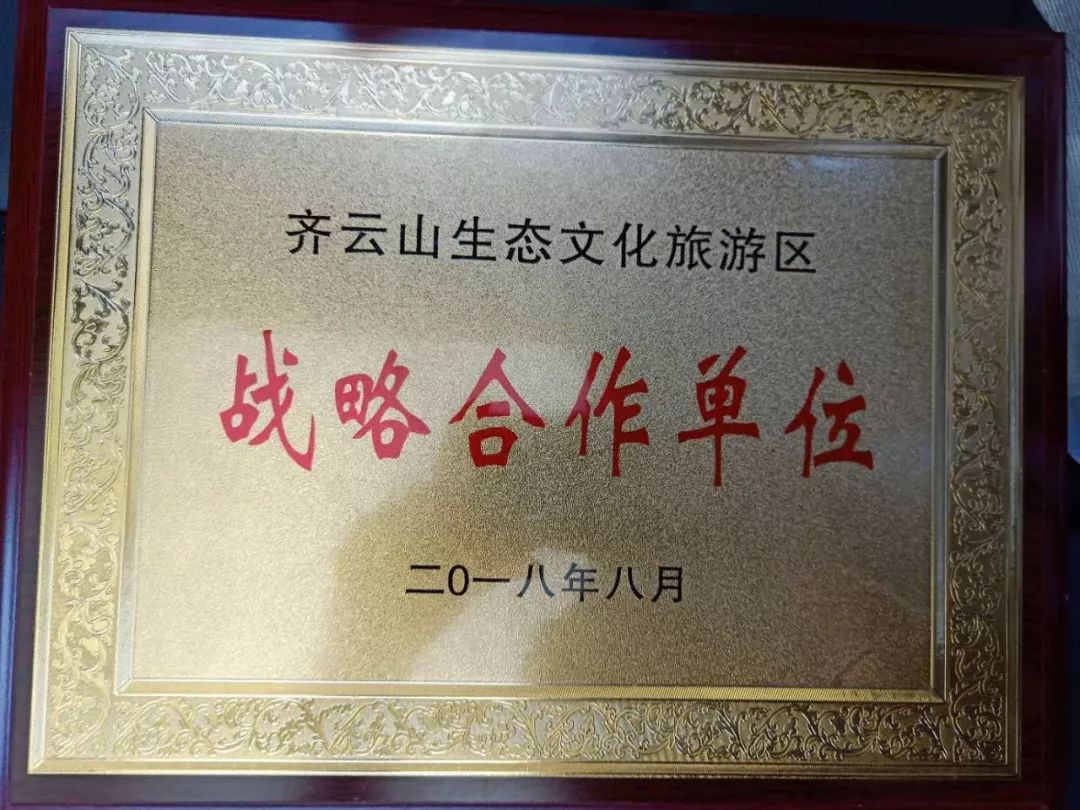 齐云山生态文化旅游区
战略合作单位
二0一八年八月